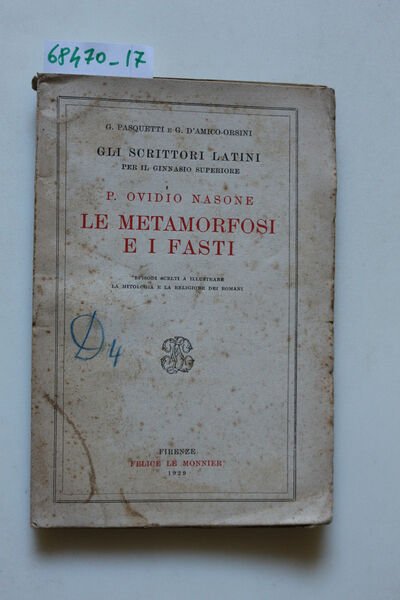 68470_17
G. PASQUETTI E G. D'AMICO-ORSINI
GLI SCRITTORI LATINI
PER IL GINNASIO SUPERIORE
P. OVIDIO NASONE
LE METAMORFOSI
E I FASTI
EPISODI SCELTI A ILLUSTRARE
LA MITOLOGIA E LA RELIGIONE DEI ROMANI
D4
FIRENZE
FELICE LE MONNIER
1929